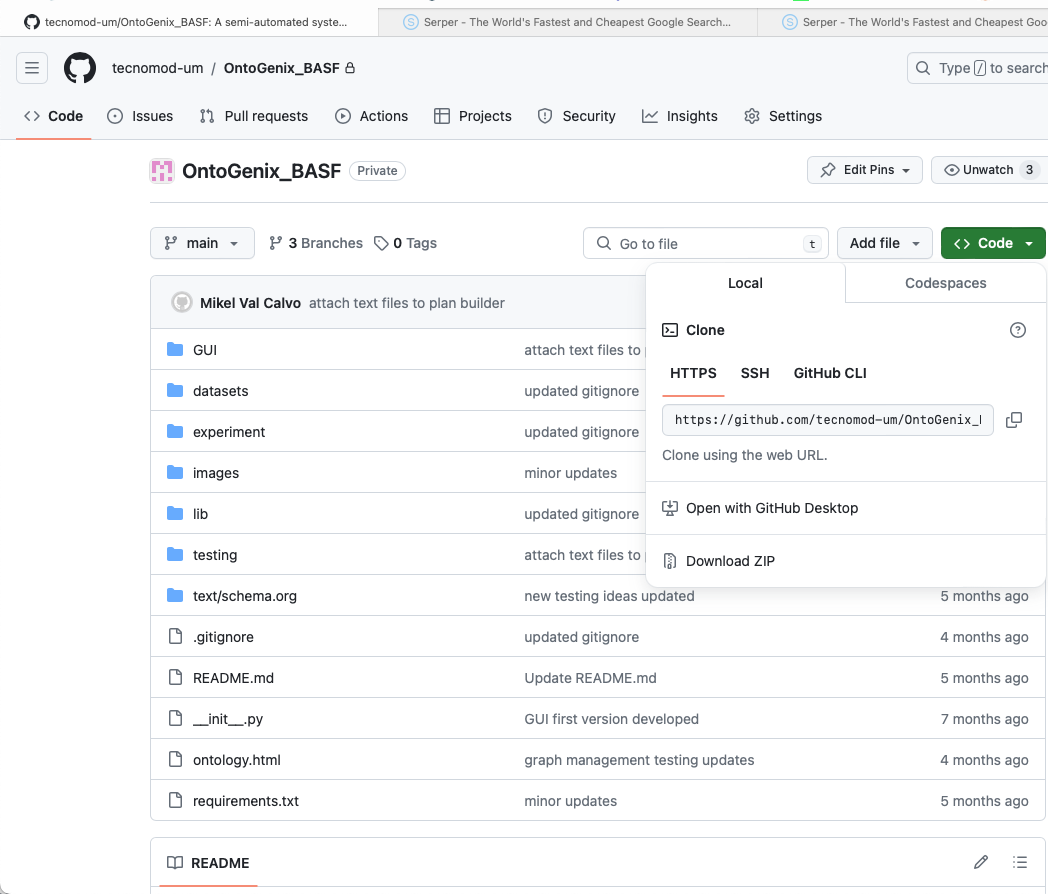 tecnomod-um/OntoGenix_BASF: A semi-automated syste...
Serper - The World's Fastest and Cheapest Google Search...
Serper - The World's Fastest and Cheapest Goo
tecnomod-um / OntoGenix_BASF
Type / to search
Code Issues Pull requests Actions Projects Security Insights Settings
OntoGenix_BASF Private
Edit Pins Unwatch 3
main 3 Branches 0 Tags
Go to file t
Add file Code
Local Codespaces
Mikel Val Calvo attach text files to plan builder
Clone
GUI attach text files to
HTTPS SSH GitHub CLI
datasets updated gitignore
https://github.com/tecnomod-um/OntoGenix_
experiment updated gitignore
Clone using the web URL.
images minor updates
lib updated gitignore
Open with GitHub Desktop
testing attach text files to
Download ZIP
text/schema.org new testing ideas updated 5 months ago
.gitignore updated gitignore 4 months ago
README.md Update README.md 5 months ago
__init__.py GUI first version developed 7 months ago
ontology.html graph management testing updates 4 months ago
requirements.txt minor updates 5 months ago
README